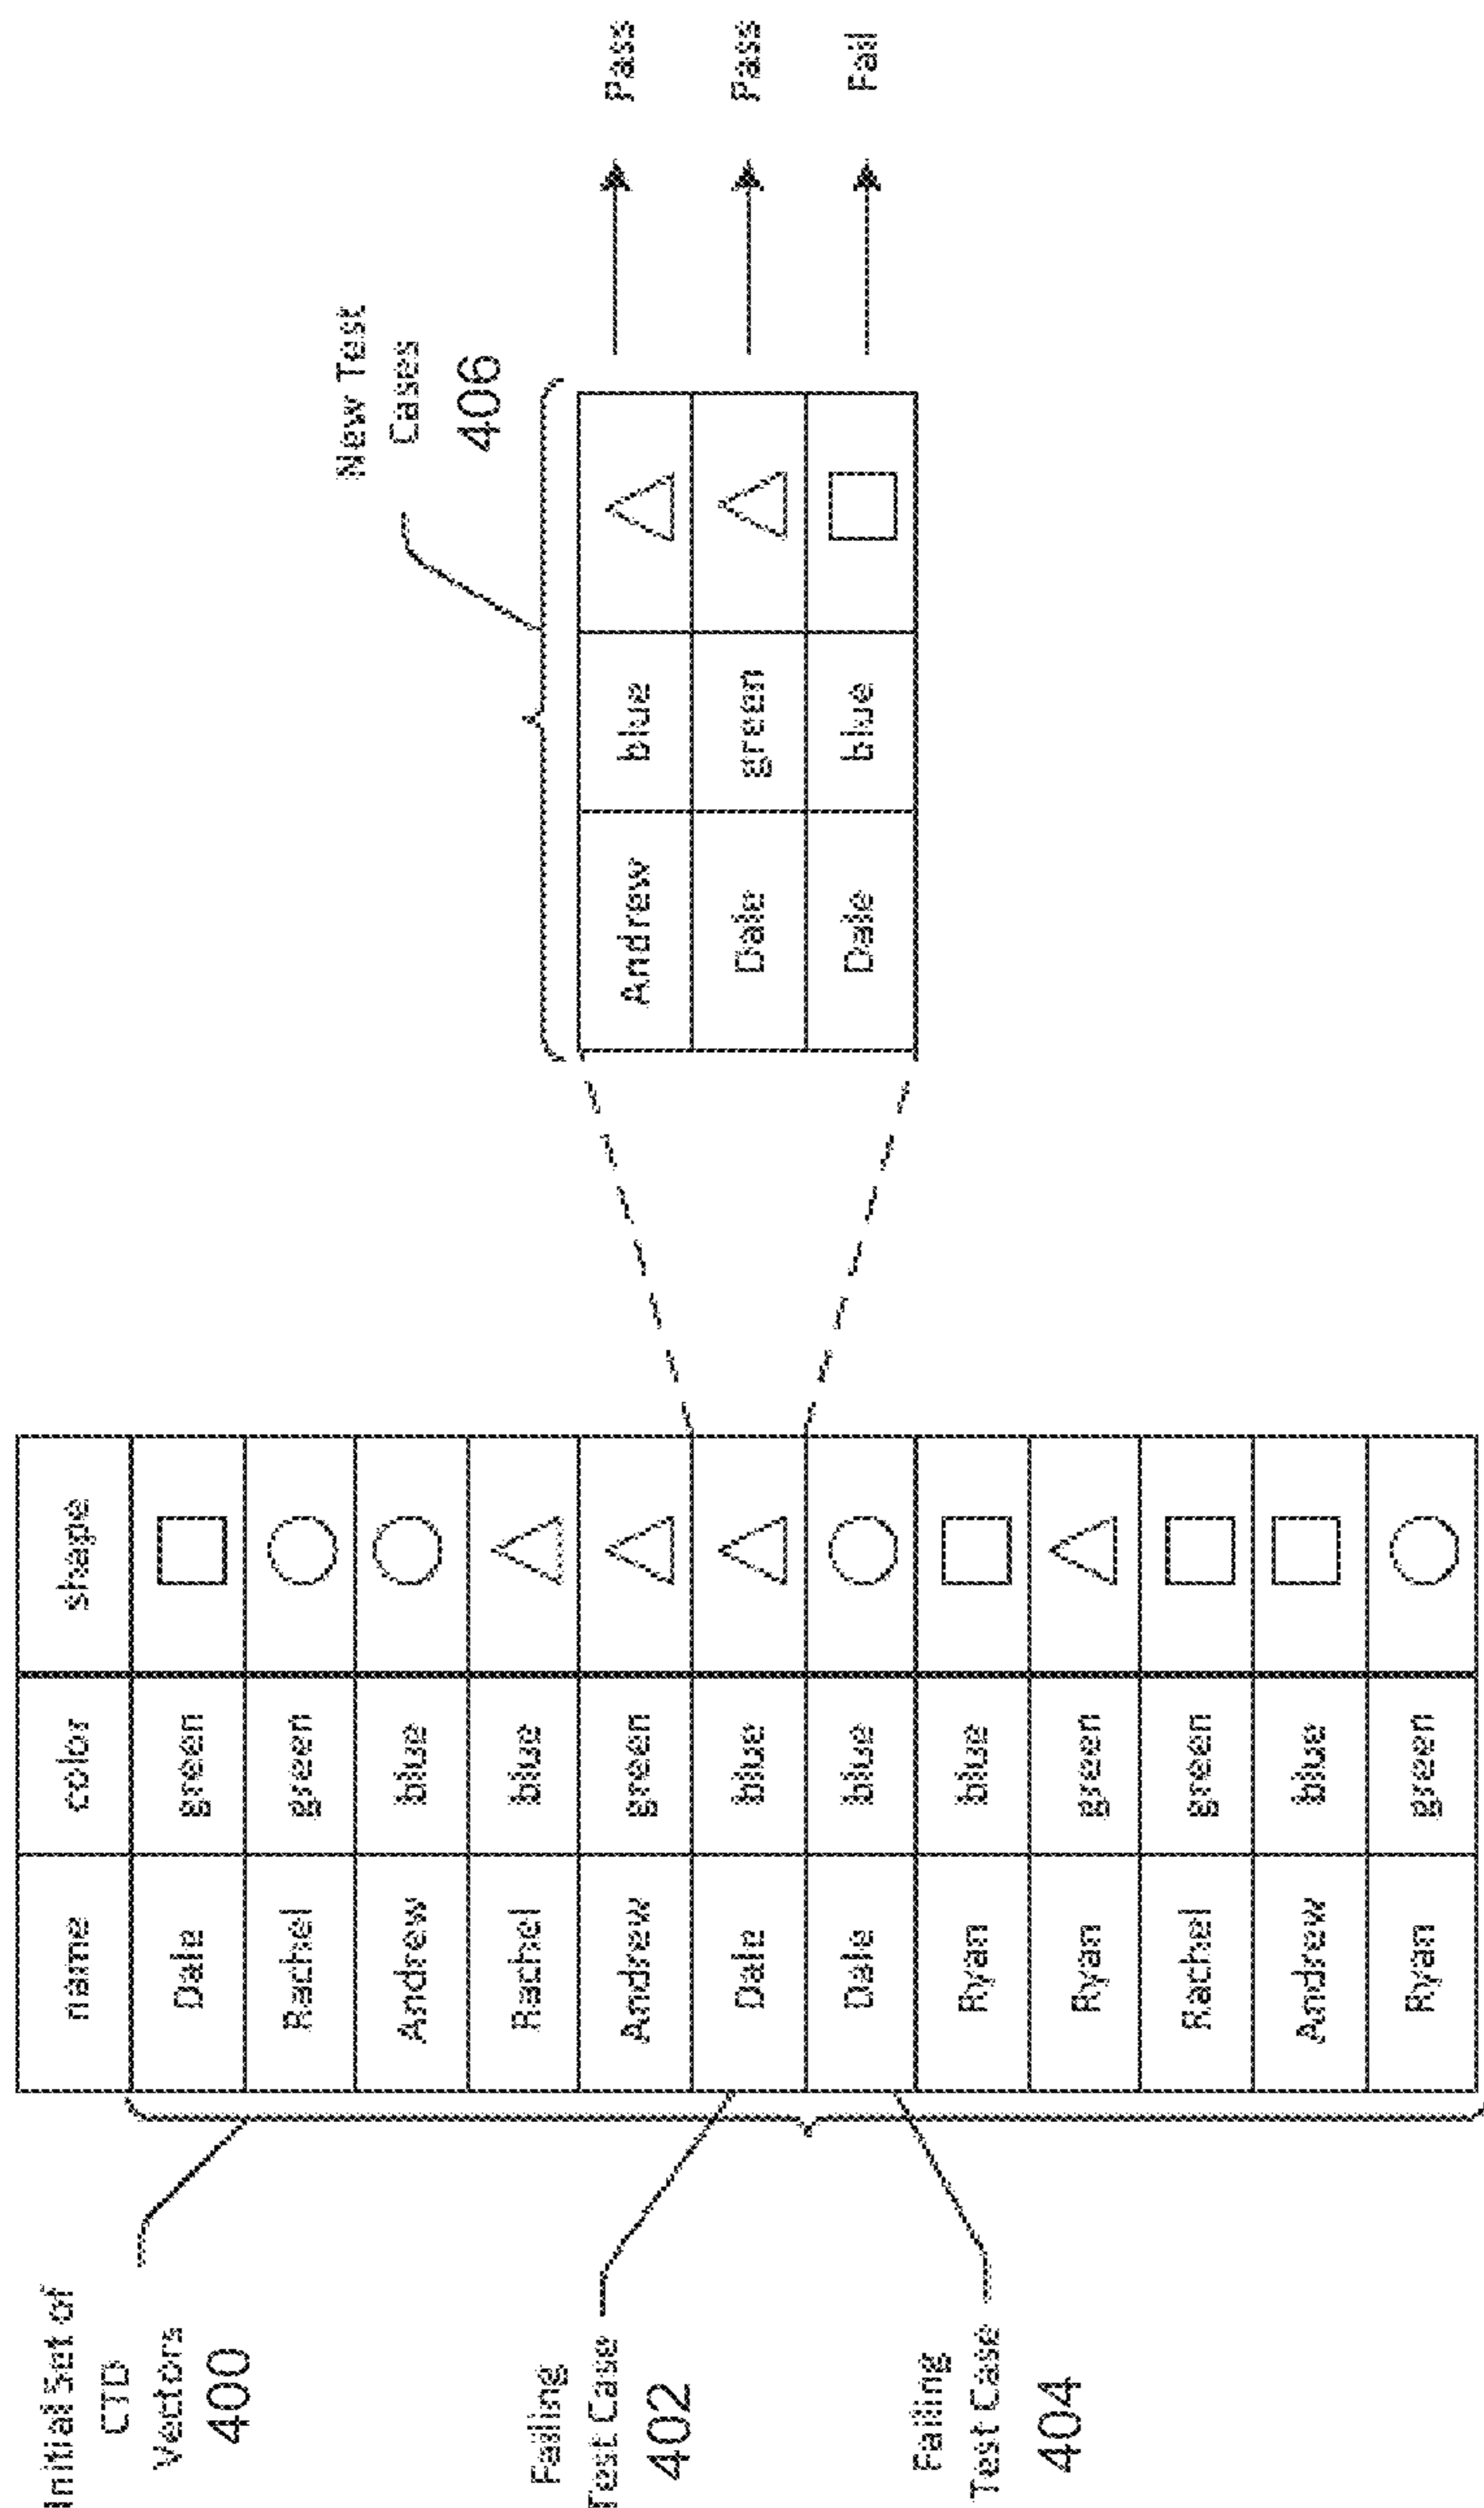 Initial Set of
CTD
Vectors
400
Failing
Test Case
402
Failing
Test Case
404
name color shape
Dale green
Rachel green
Andrew blue
Rachel blue
Andrew green
Dale blue
Dale blue
Ryan blue
Ryan green
Rachel green
Andrew blue
Ryan green
New Test
Cases
406
Andrew blue
Dale green
Dale blue
Pass
Pass
Fail